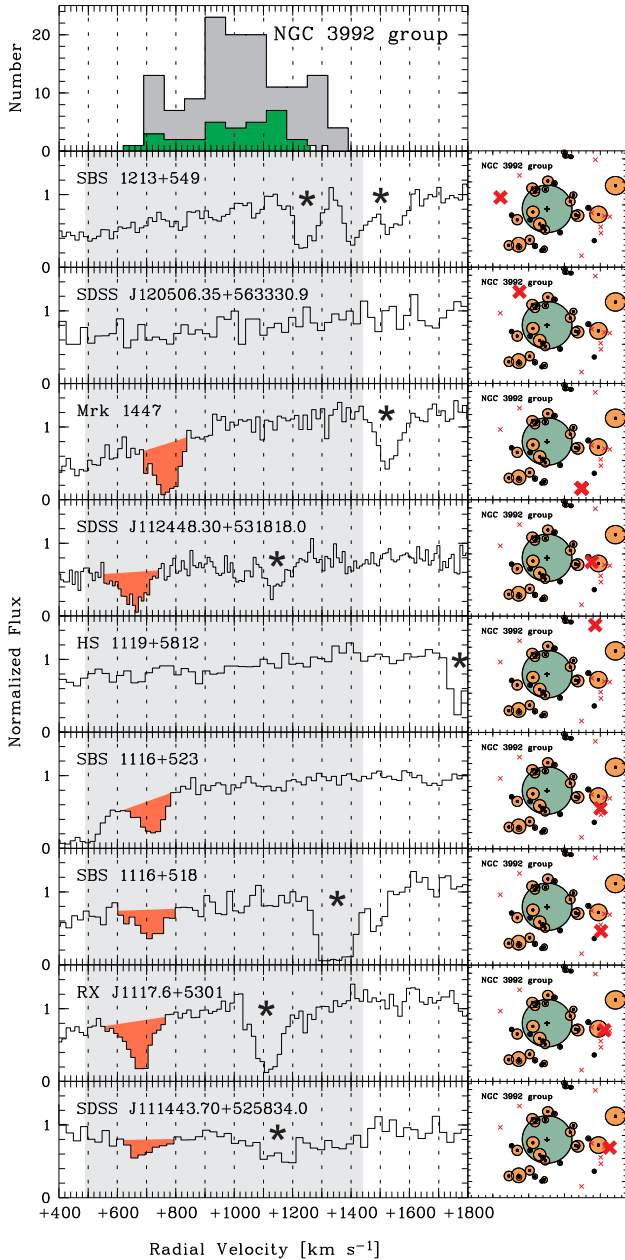 NGC 3992 group
20
10
0
Number
SBS 1213+549
*
*
1
0
NGC 3992 group
SDSS J120506.35+563330.9
1
0
NGC 3992 group
Mrk 1447
*
1
0
NGC 3992 group
SDSS J112448.30+531818.0
*
1
0
NGC 3992 group
HS 1119+5812
*
1
0
NGC 3992 group
Normalized Flux
SBS 1116+523
1
0
NGC 3992 group
SBS 1116+518
*
1
0
NGC 3992 group
RX J1117.6+5301
*
1
0
NGC 3992 group
SDSS J111443.70+525834.0
*
1
0
NGC 3992 group
+400 +600 +800 +1000 +1200 +1400 +1600 +1800
Radial Velocity [km s⁻¹]